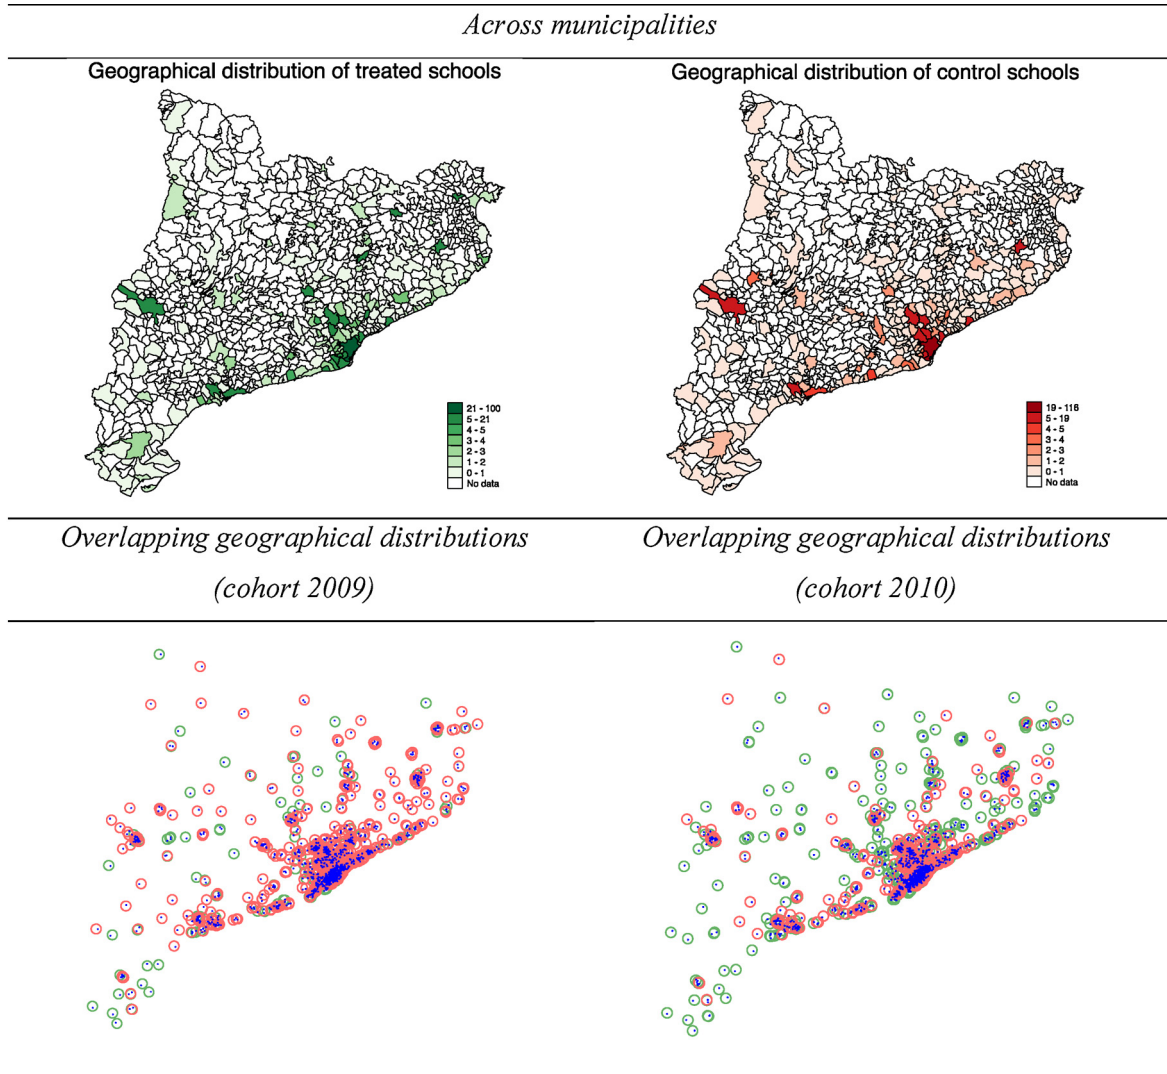 Across municipalities
Geographical distribution of treated schools
Geographical distribution of control schools
21 - 100
5 - 21
4 - 5
3 - 4
2 - 3
1 - 2
0 - 1
No data
19 - 116
5 - 19
4 - 5
3 - 4
2 - 3
1 - 2
0 - 1
No data
Overlapping geographical distributions
(cohort 2009)
Overlapping geographical distributions
(cohort 2010)